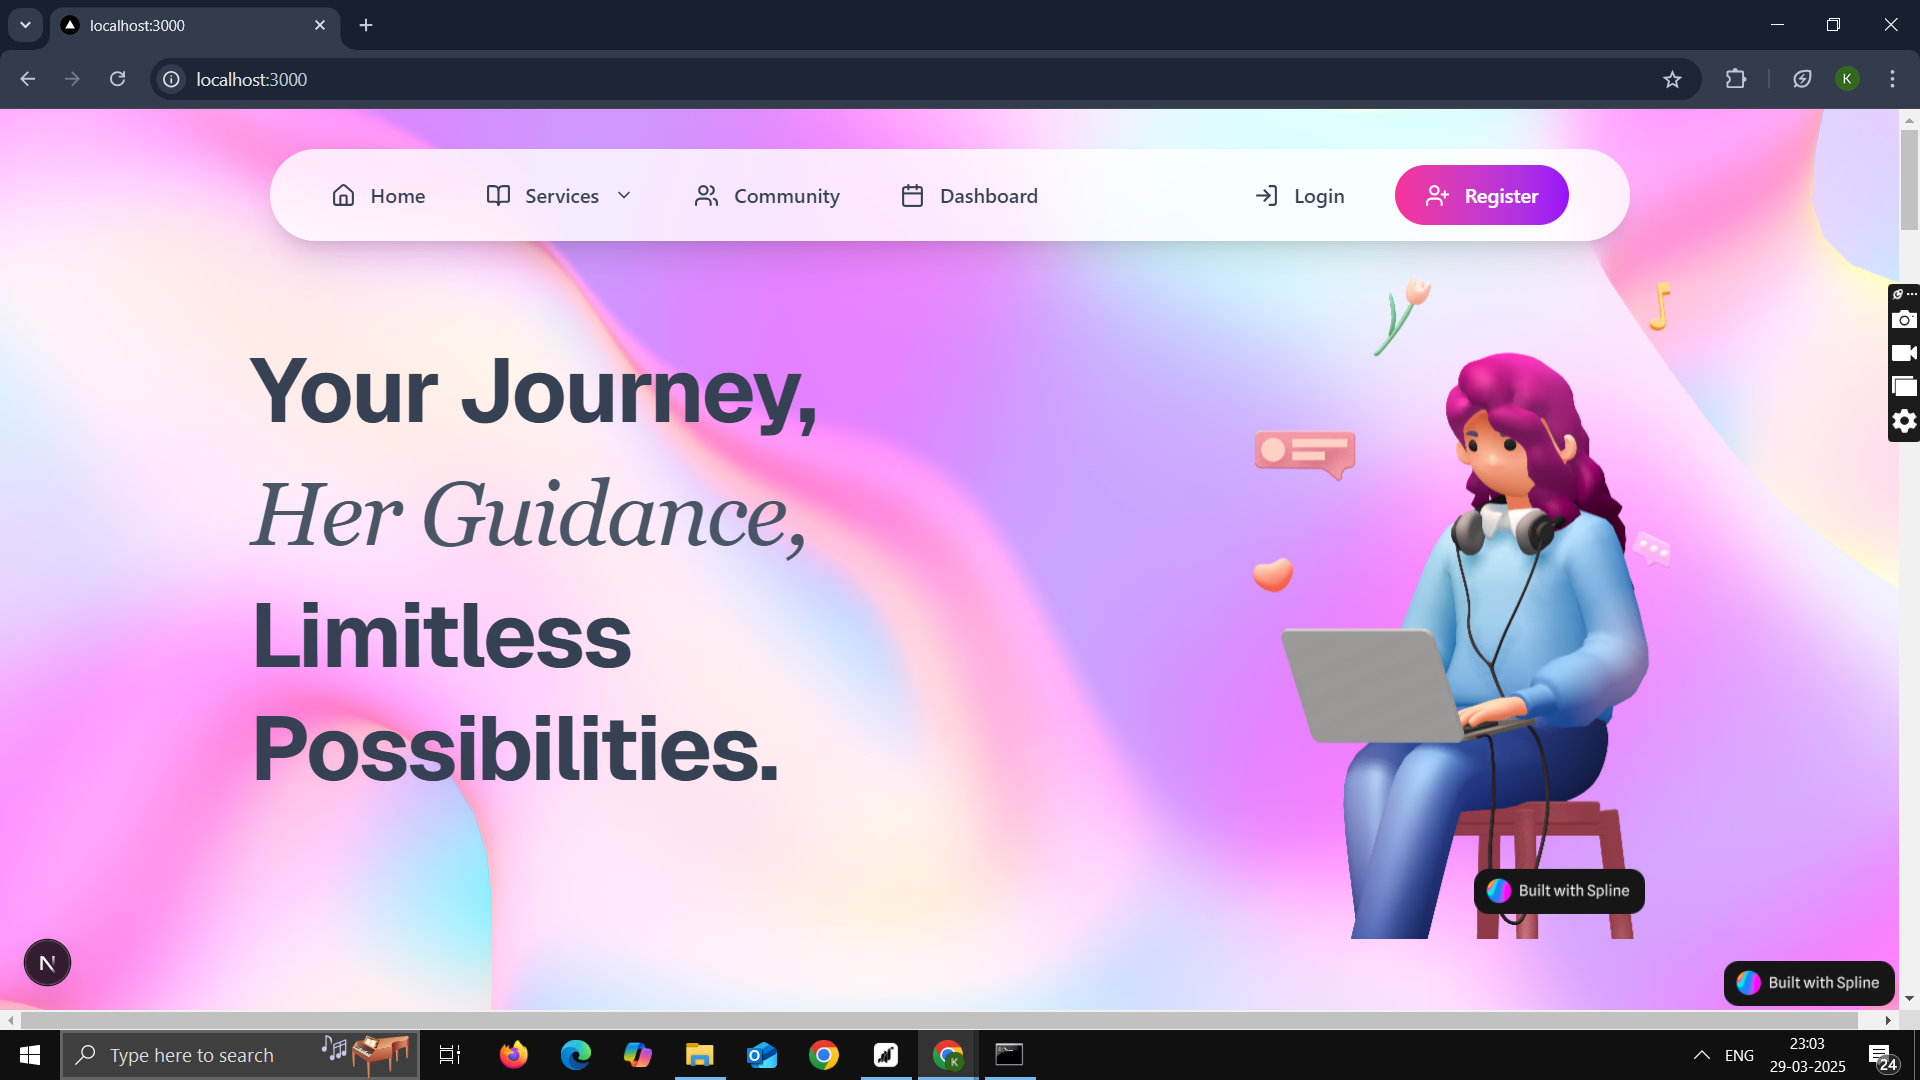 localhost:3000
localhost:3000
K
Home
Services
Community
Dashboard
Login
Register
Your Journey,
Her Guidance,
Limitless
Possibilities.
Built with Spline
N
Built with Spline
Type here to search
K
ENG
23:03
29-03-2025
24